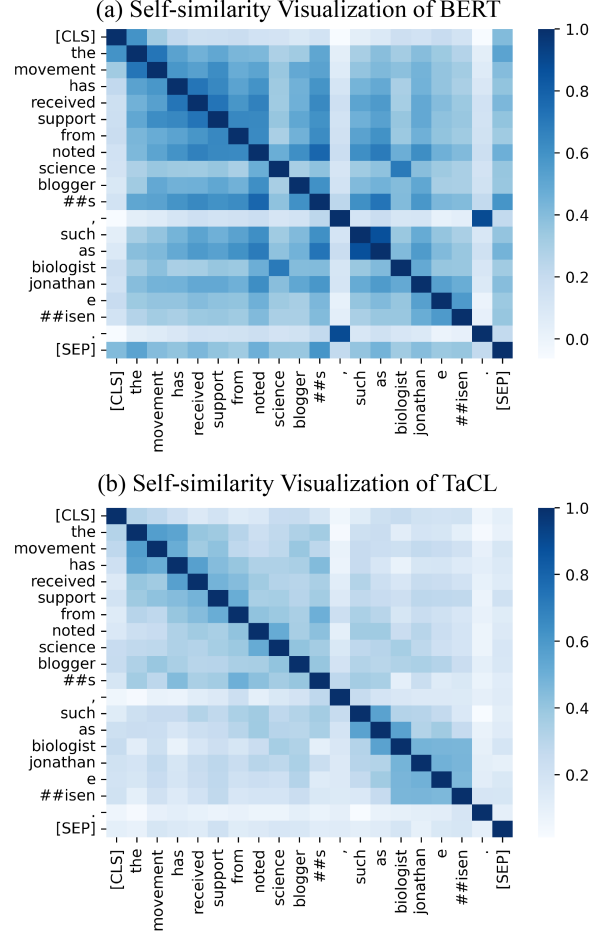 (a) Self-similarity Visualization of BERT
[CLS]
the
movement
has
received
support
from
noted
science
blogger
##s
,
such
as
biologist
jonathan
e
##isen
.
[SEP]
[CLS]
the
movement
has
received
support
from
noted
science
blogger
##s
,
such
as
biologist
jonathan
e
##isen
.
[SEP]
1.0
0.8
0.6
0.4
0.2
0.0
(b) Self-similarity Visualization of TaCL
[CLS]
the
movement
has
received
support
from
noted
science
blogger
##s
,
such
as
biologist
jonathan
e
##isen
.
[SEP]
[CLS]
the
movement
has
received
support
from
noted
science
blogger
##s
,
such
as
biologist
jonathan
e
##isen
.
[SEP]
1.0
0.8
0.6
0.4
0.2